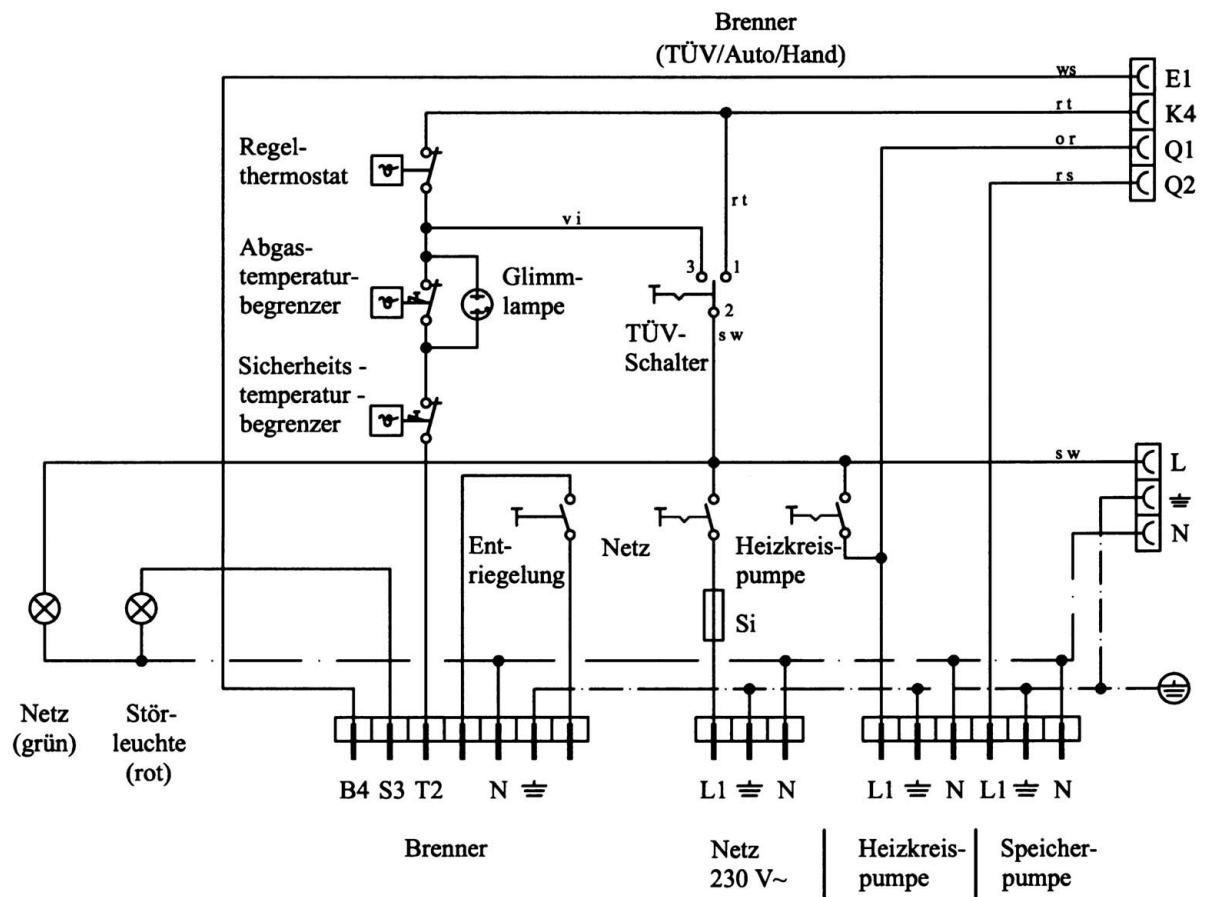 Brenner
(TÜV/Auto/Hand)
ws
E1
rt
K4
or
Q1
rs
Q2
Regel-
thermostat
rt
vi
Abgas-
temperatur-
begrenzer
Glimm-
lampe
3
1
2
TÜV-
Schalter
sw
Sicherheits -
temperatur -
begrenzer
sw
L
N
Ent-
riegelung
Netz
Heizkreis-
pumpe
Si
Netz
(grün)
Stör-
leuchte
(rot)
B4 S3 T2 N
L1 N
L1 N L1 N
Brenner
Netz
230 V~
Heizkreis-
pumpe
Speicher-
pumpe